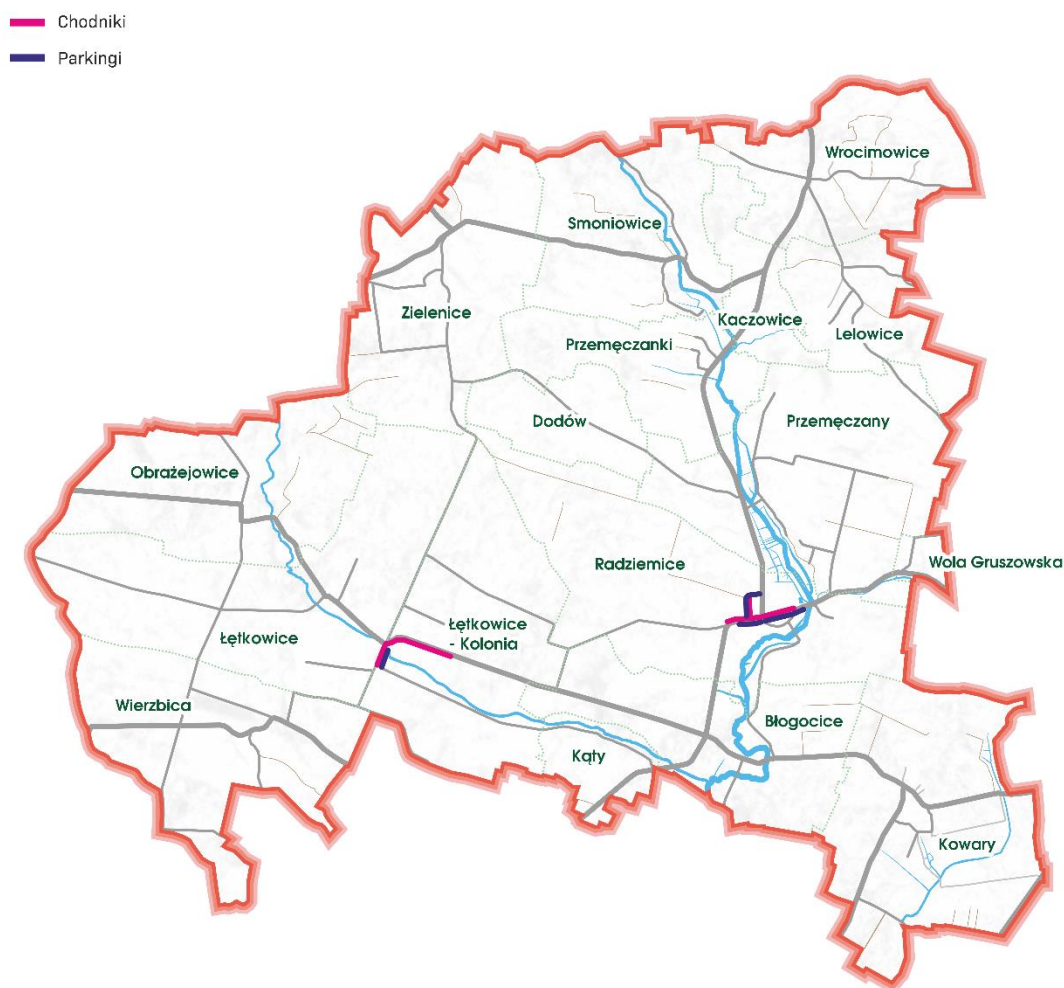 Chodniki
Parkingi
Wrocimowice
Smoniowice
Zielenice
Kaczowice
Lelowice
Przemęczanki
Dodów
Przemęczany
Obrażejowice
Radziemice
Wola Gruszowska
Łętkowice
Łętkowice
- Kolonia
Wierzbica
Błogocice
Kąty
Kowary